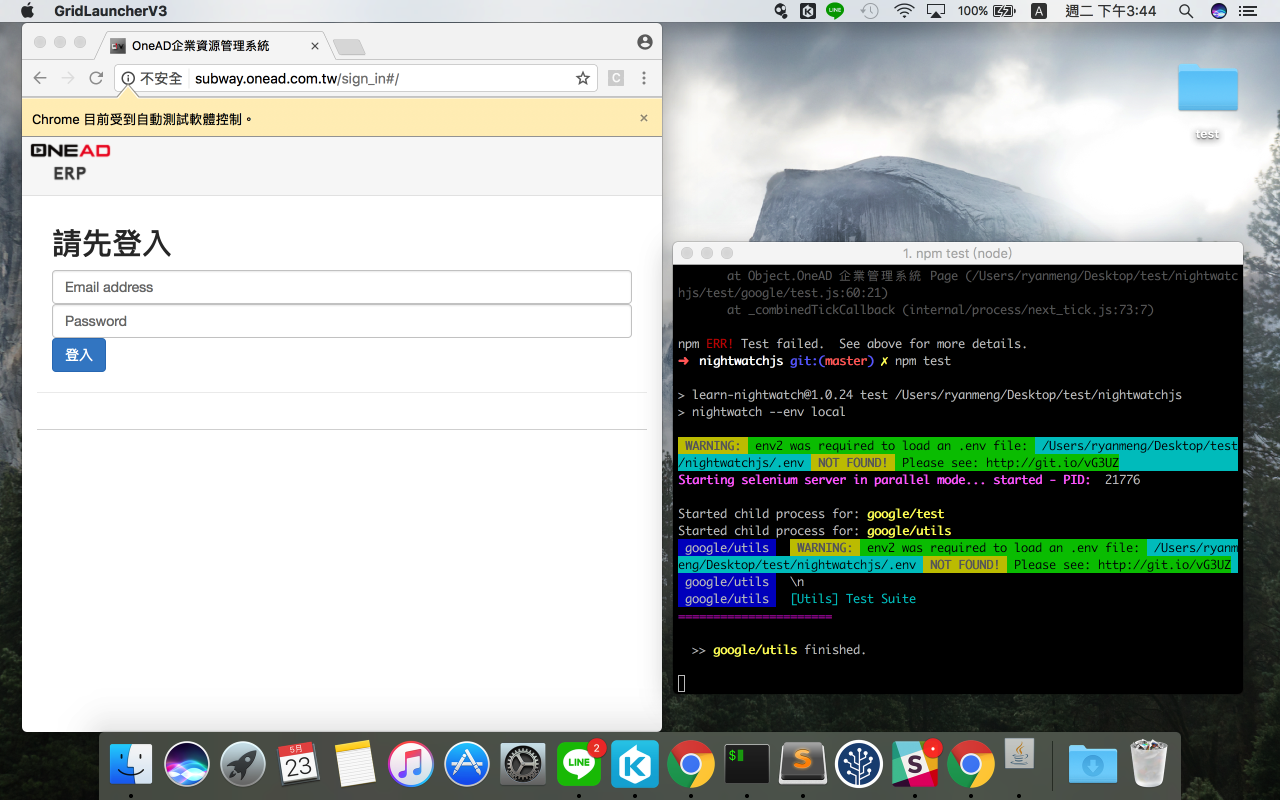 GridLauncherV3
100%
A
週二 下午3:44
OneAD企業資源管理系統
不安全
subway.onead.com.tw/sign_in#/
C
Chrome 目前受到自動測試軟體控制。
ONEAD
ERP
請先登入
Email address
Password
登入
test
1. npm test (node)
at Object.OneAD 企業管理系統 Page (/Users/ryanmeng/Desktop/test/nightwatc
hjs/test/google/test.js:60:21)
at _combinedTickCallback (internal/process/next_tick.js:73:7)
npm ERR! Test failed.  See above for more details.
➜  nightwatchjs git:(master) ✗ npm test
> learn-nightwatch@1.0.24 test /Users/ryanmeng/Desktop/test/nightwatchjs
> nightwatch --env local
WARNING:  env2 was required to load an .env file:  /Users/ryanmeng/Desktop/test
/nightwatchjs/.env  NOT FOUND!  Please see: http://git.io/vG3UZ
Starting selenium server in parallel mode... started - PID:  21776
Started child process for: google/test
Started child process for: google/utils
google/utils   WARNING:  env2 was required to load an .env file:  /Users/ryanm
eng/Desktop/test/nightwatchjs/.env  NOT FOUND!  Please see: http://git.io/vG3UZ
google/utils   \n
google/utils   [Utils] Test Suite
======================
>> google/utils finished.
5月
23
LINE
2
$
S
S